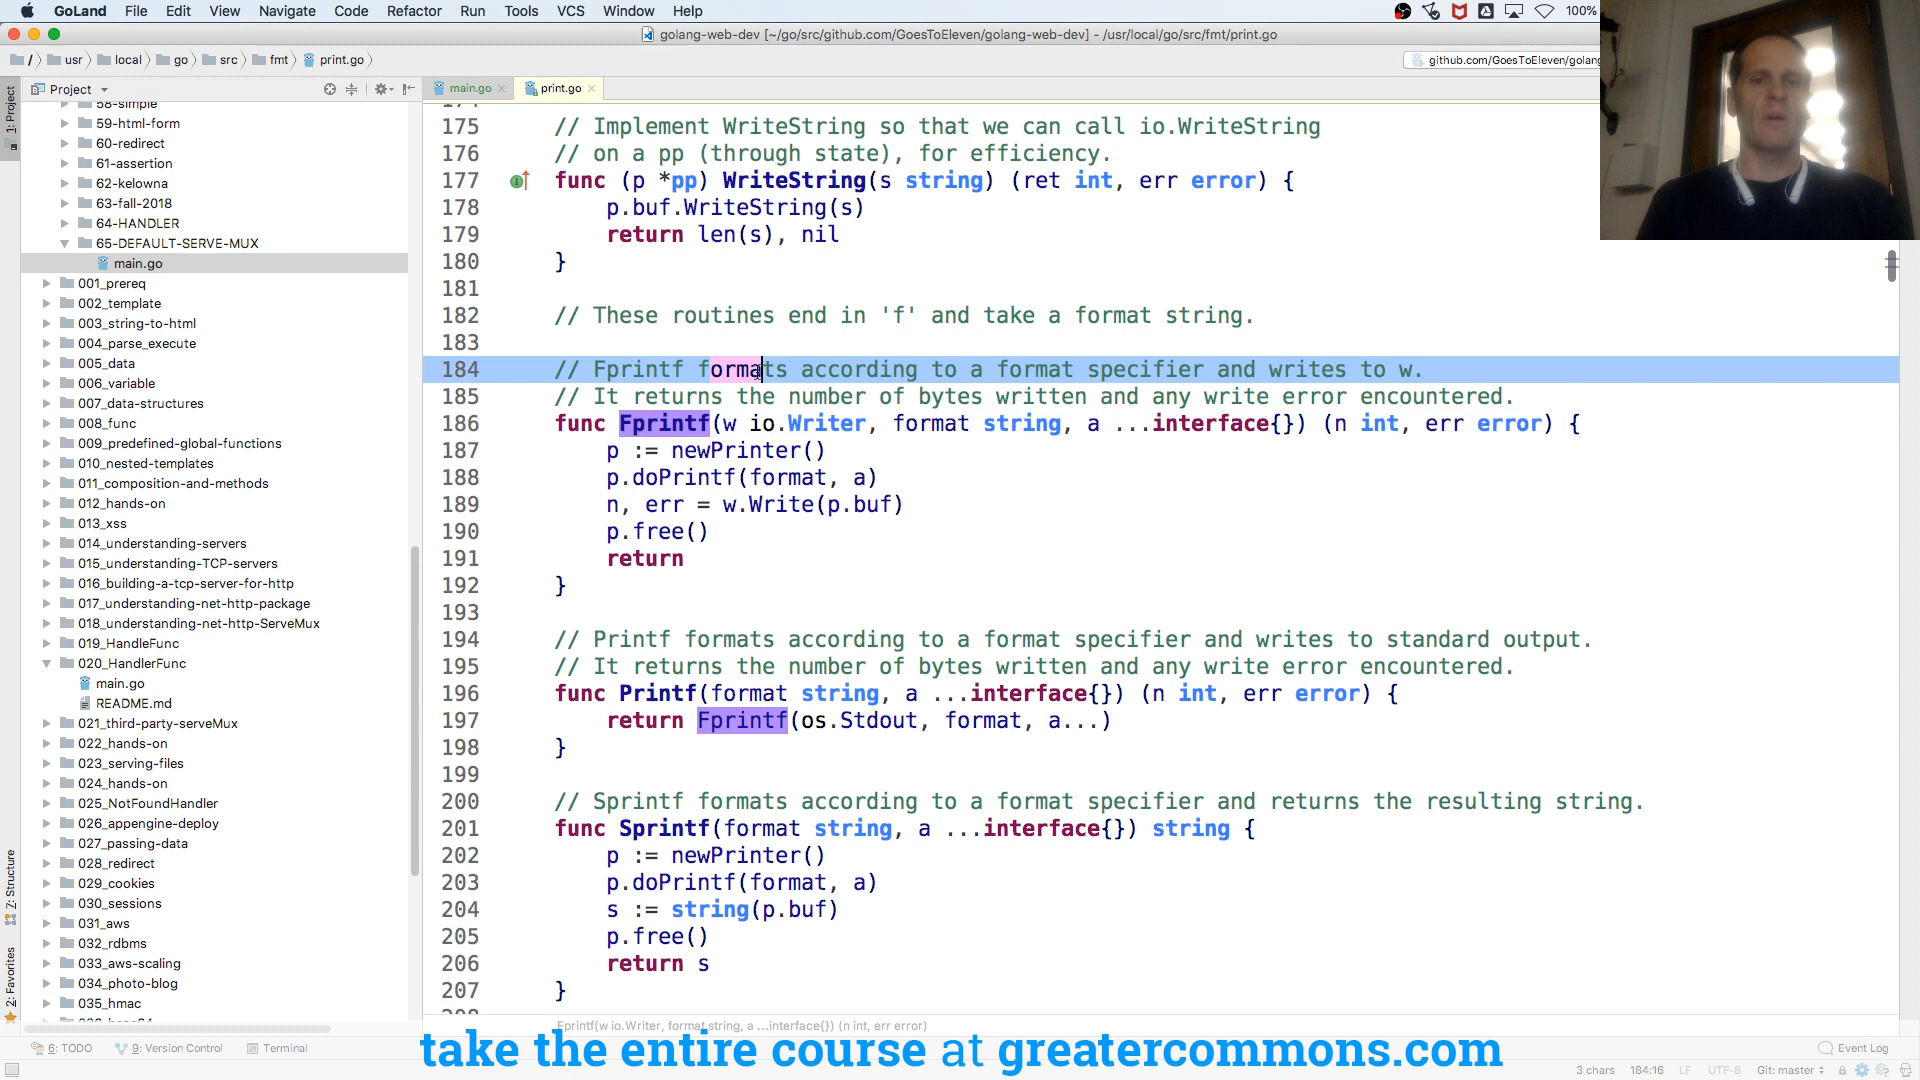 GoLand File Edit View Navigate Code Refactor Run Tools VCS Window Help 100%
golang-web-dev [~/go/src/github.com/GoesToEleven/golang-web-dev] - /usr/local/go/src/fmt/print.go
/ usr local go src fmt print.go
github.com/GoesToEleven/golang
Project
main.go
print.go
1: Project
7: Structure
2: Favorites
58-simple
59-html-form
60-redirect
61-assertion
62-kelowna
63-fall-2018
64-HANDLER
65-DEFAULT-SERVE-MUX
main.go
001_prereq
002_template
003_string-to-html
004_parse_execute
005_data
006_variable
007_data-structures
008_func
009_predefined-global-functions
010_nested-templates
011_composition-and-methods
012_hands-on
013_xss
014_understanding-servers
015_understanding-TCP-servers
016_building-a-tcp-server-for-http
017_understanding-net-http-package
018_understanding-net-http-ServeMux
019_HandleFunc
020_HandlerFunc
main.go
README.md
021_third-party-serveMux
022_hands-on
023_serving-files
024_hands-on
025_NotFoundHandler
026_appengine-deploy
027_passing-data
028_redirect
029_cookies
030_sessions
031_aws
032_rdbms
033_aws-scaling
034_photo-blog
035_hmac
175 // Implement WriteString so that we can call io.WriteString
176 // on a pp (through state), for efficiency.
177 func (p *pp) WriteString(s string) (ret int, err error) {
178 p.buf.WriteString(s)
179 return len(s), nil
180 }
181
182 // These routines end in 'f' and take a format string.
183
184 // Fprintf formats according to a format specifier and writes to w.
185 // It returns the number of bytes written and any write error encountered.
186 func Fprintf(w io.Writer, format string, a ...interface{}) (n int, err error) {
187 p := newPrinter()
188 p.doPrintf(format, a)
189 n, err = w.Write(p.buf)
190 p.free()
191 return
192 }
193
194 // Printf formats according to a format specifier and writes to standard output.
195 // It returns the number of bytes written and any write error encountered.
196 func Printf(format string, a ...interface{}) (n int, err error) {
197 return Fprintf(os.Stdout, format, a...)
198 }
199
200 // Sprintf formats according to a format specifier and returns the resulting string.
201 func Sprintf(format string, a ...interface{}) string {
202 p := newPrinter()
203 p.doPrintf(format, a)
204 s := string(p.buf)
205 p.free()
206 return s
207 }
Fprintf(w io.Writer, format string, a ...interface{}) (n int, err error)
take the entire course at greatercommons.com
6: TODO 9: Version Control Terminal Event Log
3 chars 184:16 LF UTF-8 Git: master